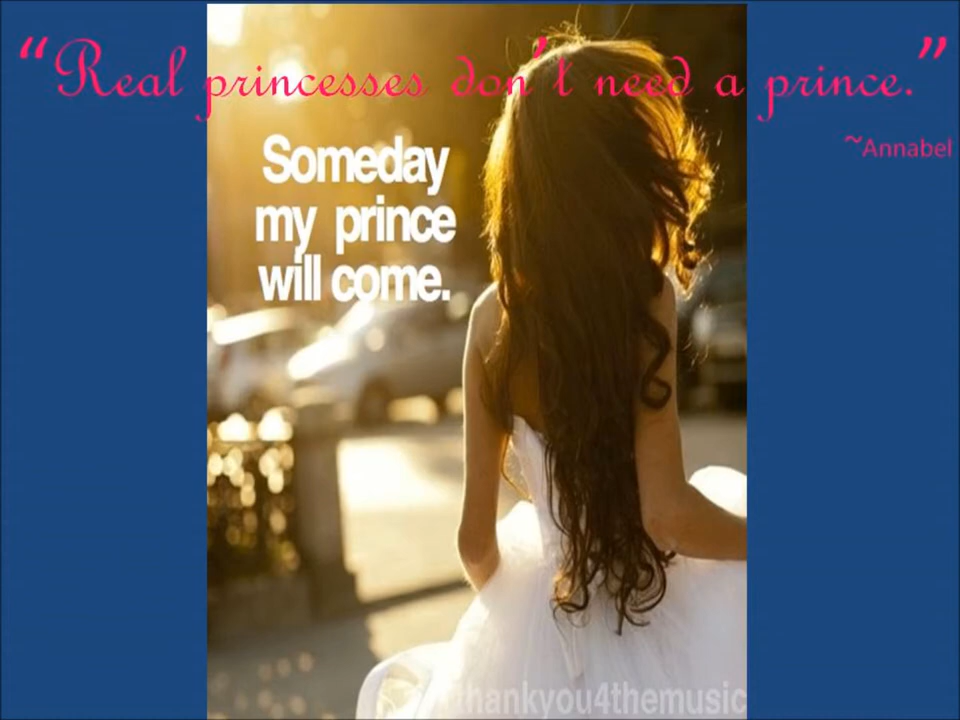 “Real princesses don’t need a prince.”
~Annabel
Someday
my prince
will come.
thankyou4themusic